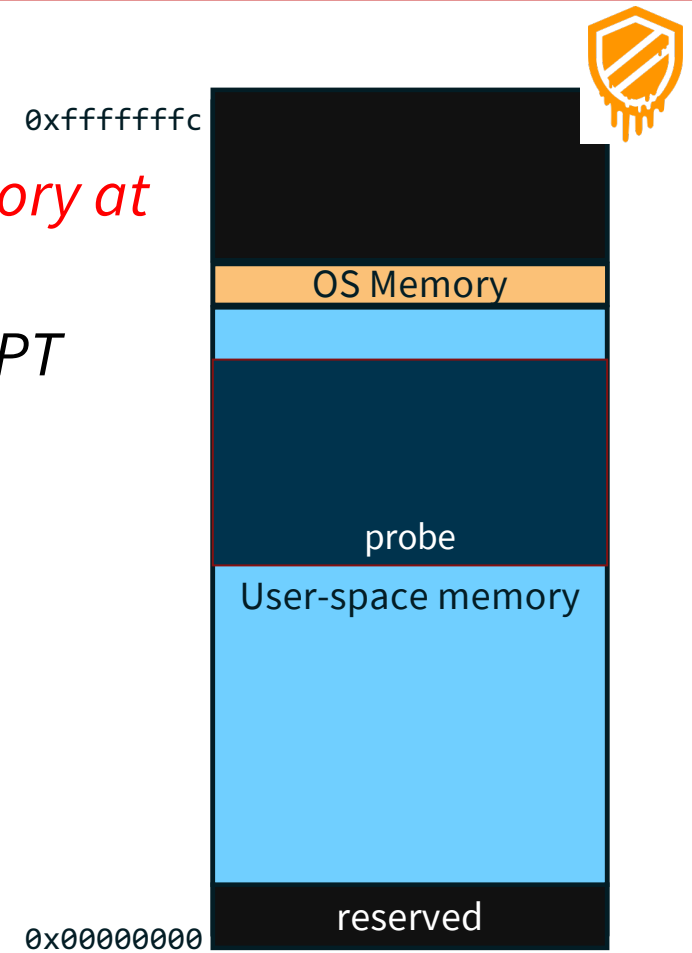 0xfffffffc
ory at
OS Memory
PT
probe
User-space memory
reserved
0x00000000